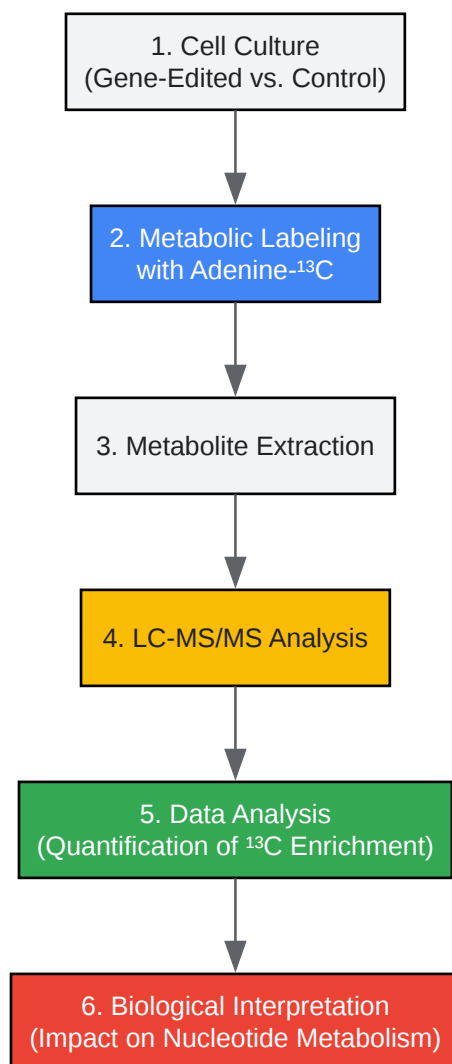 1. Cell Culture
(Gene-Edited vs. Control)
2. Metabolic Labeling
with Adenine-¹³C
3. Metabolite Extraction
4. LC-MS/MS Analysis
5. Data Analysis
(Quantification of ¹³C Enrichment)
6. Biological Interpretation
(Impact on Nucleotide Metabolism)